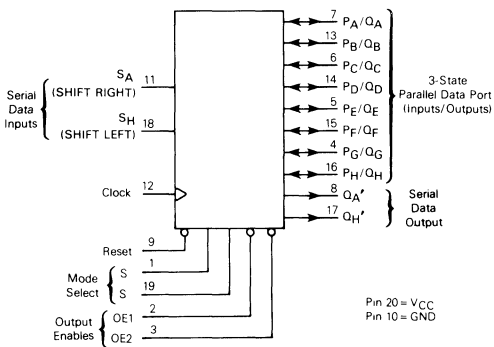 7 PA/QA
13 PB/QB
6 PC/QC
14 PD/QD
5 PE/QE
15 PF/QF
4 PG/QG
16 PH/QH
3-State
Parallel Data Port
(Inputs/Outputs)
8 QA'
17 QH'
Serial
Data
Output
Serial
Data
Inputs
SA 11
(SHIFT RIGHT)
SH 18
(SHIFT LEFT)
Clock 12
Reset 9
Mode
Select
S 1
S 19
Output
Enables
OE1 2
OE2 3
Pin 20 = VCC
Pin 10 = GND